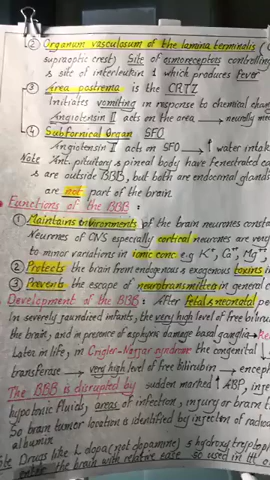 ② Organum vasculosum of the lamina terminalis (
supraoptic crest) Site of osmoreceptors controlling
& site of interleukin 1 which produces fever
③ Area postrema is the CRTZ
Initiates vomiting in response to chemical chan
Angiotensin II acts on the area → neurally me
④ Subfornical Organ SFO
Angiotensin II acts on SFO → ↑ water intak
Note Ant. pituitary & pineal body have fenestrated ca
s are outside BBB, but both are endocrinal glands
are not part of the brain.
Functions of the BBB:
① Maintains environments of the brain neurones consta
Neurones of CNS especially cortical neurones are very
to minor variations in ionic conc e.g K⁺, Ca⁺⁺, Mg⁺⁺,
② Protects the brain from endogenous & exogenous toxins i
③ Prevents the escape of neurotransmitters in general c
Development of the BBB: After fetal & neonatal pe
In severely jaundiced infants, the very high level of free biliru
the brain, and in presence of asphyxia damage basal ganglia →
Later in life, in Crigler-Najjar syndrome the congenital
transferase → very high level of free bilirubin → encep
The BBB is disrupted by sudden marked ↑ ABP, inje
hypotonic fluids, areas of infection, injury or brain t
So brain tumor location is identified by injection of radioa
albumin
Drugs like L dopa (not dopamine) & 5 hydroxytryptoph
enter the brain with relative ease so used in ttt o